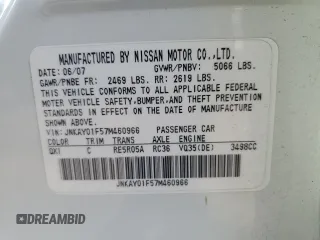 MANUFACTURED BY NISSAN MOTOR CO.,LTD.
DATE: 06/07 GVWR/PNBV: 5066 LBS.
GAWR/PNBE FR: 2469 LBS. RR: 2619 LBS.
THIS VEHICLE CONFORMS TO ALL APPLICABLE FEDERAL
MOTOR VEHICLE SAFETY,BUMPER,AND THEFT PREVENTION
STANDARDS IN EFFECT ON THE DATE OF MANUFACTURE
SHOWN ABOVE.
VIN: JNKAY01F57M460966 PASSENGER CAR
COLOR TRIM TRANS AXLE ENGINE
QX1 C RE5R05A RC36 VQ35(DE) 3498CC
JNKAY01F57M460966
AUTOBIDMASTER